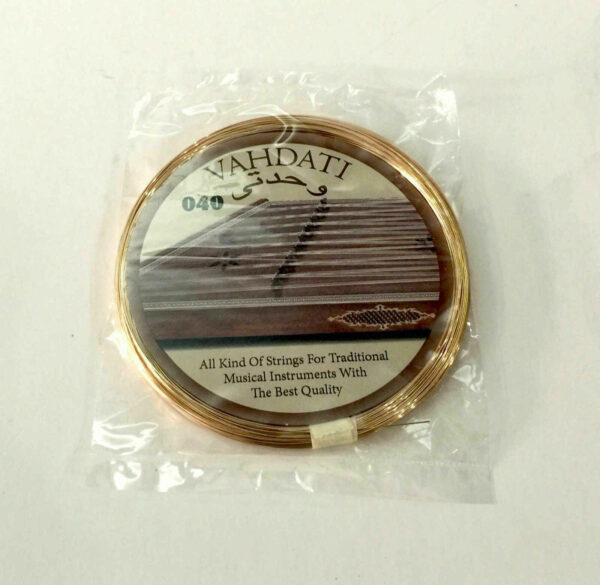 VAHDATI
وحدتی
040
All Kind Of Strings For Traditional
Musical Instruments With
The Best Quality